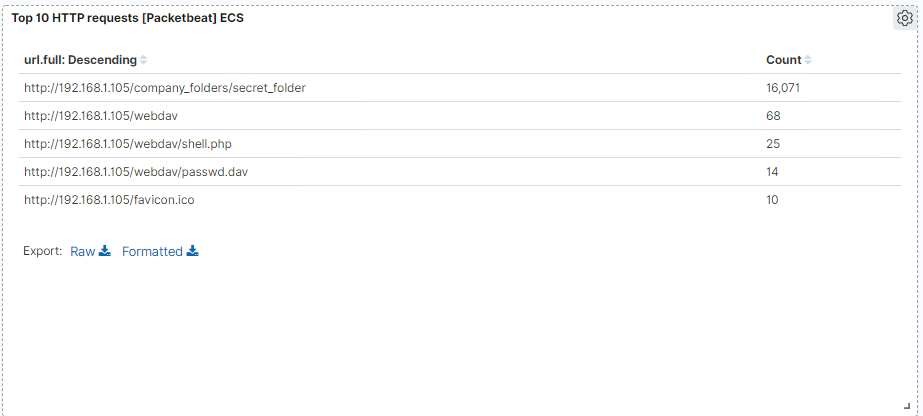 Top 10 HTTP requests [Packetbeat] ECS
url.full: Descending Count
http://192.168.1.105/company_folders/secret_folder 16,071
http://192.168.1.105/webdav 68
http://192.168.1.105/webdav/shell.php 25
http://192.168.1.105/webdav/passwd.dav 14
http://192.168.1.105/favicon.ico 10
Export: Raw Formatted